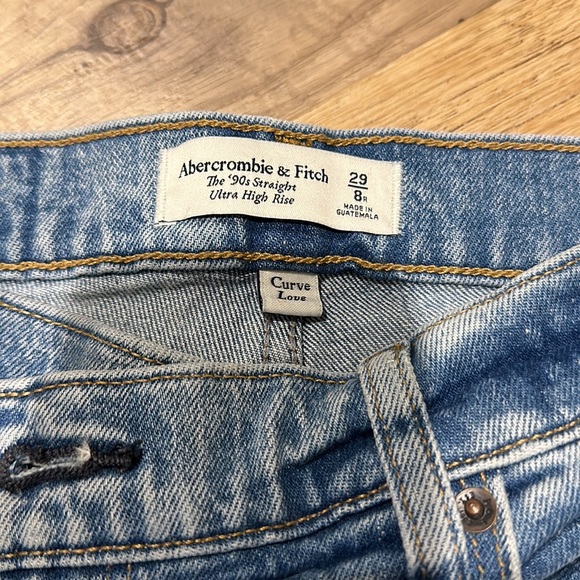 Abercrombie & Fitch
The '90s Straight
Ultra High Rise
29
8R
MADE IN
GUATEMALA
Curve
Love